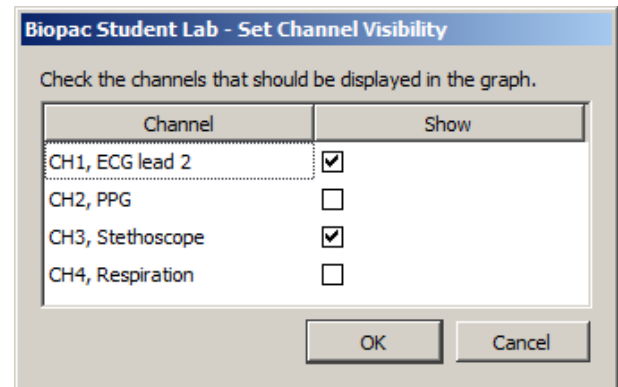 Biopac Student Lab - Set Channel Visibility
Check the channels that should be displayed in the graph.
Channel Show
CH1, ECG lead 2
CH2, PPG
CH3, Stethoscope
CH4, Respiration
OK Cancel